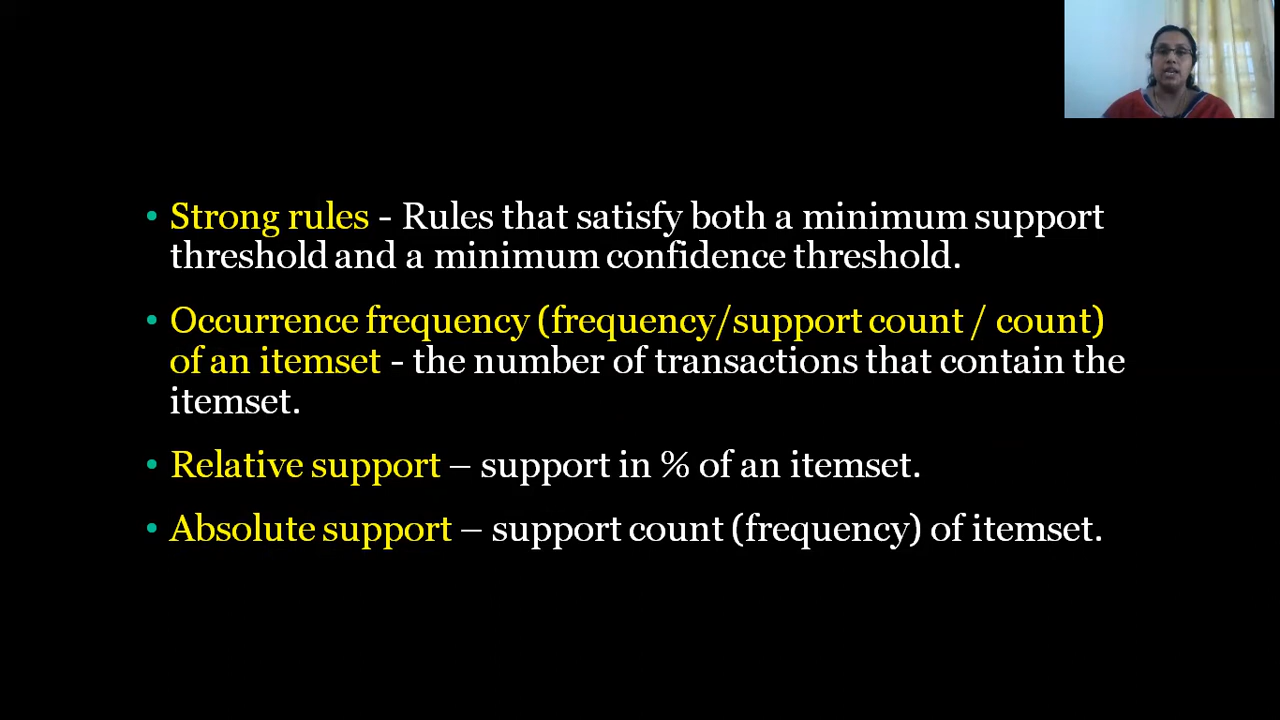 • Strong rules - Rules that satisfy both a minimum support
threshold and a minimum confidence threshold.
• Occurrence frequency (frequency/support count / count)
of an itemset - the number of transactions that contain the
itemset.
• Relative support – support in % of an itemset.
• Absolute support – support count (frequency) of itemset.